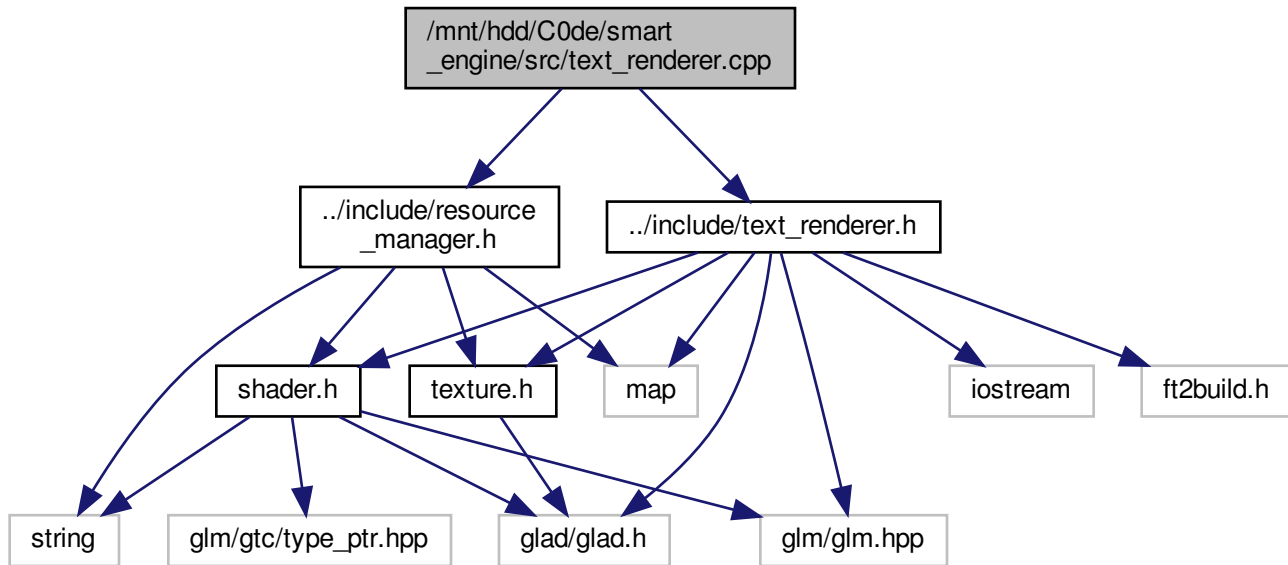 /mnt/hdd/C0de/smart
_engine/src/text_renderer.cpp
../include/resource
_manager.h
../include/text_renderer.h
shader.h
texture.h
map
iostream
ft2build.h
string
glm/gtc/type_ptr.hpp
glad/glad.h
glm/glm.hpp